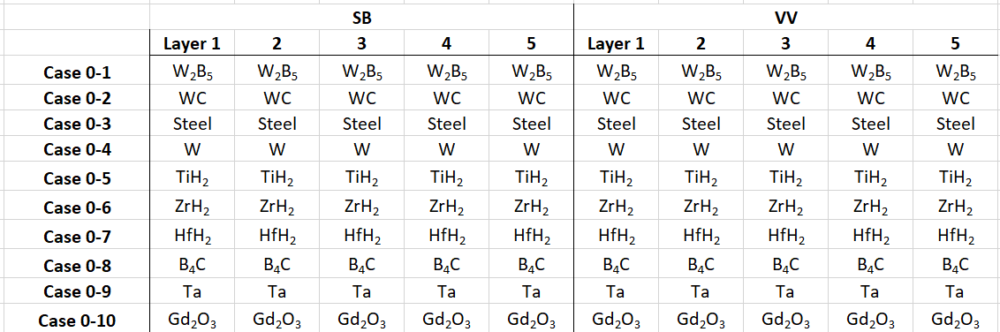 SB VV
Layer 1 2 3 4 5 Layer 1 2 3 4 5
Case 0-1 W₂B₅ W₂B₅ W₂B₅ W₂B₅ W₂B₅ W₂B₅ W₂B₅ W₂B₅ W₂B₅ W₂B₅
Case 0-2 WC WC WC WC WC WC WC WC WC WC
Case 0-3 Steel Steel Steel Steel Steel Steel Steel Steel Steel Steel
Case 0-4 W W W W W W W W W W
Case 0-5 TiH₂ TiH₂ TiH₂ TiH₂ TiH₂ TiH₂ TiH₂ TiH₂ TiH₂ TiH₂
Case 0-6 ZrH₂ ZrH₂ ZrH₂ ZrH₂ ZrH₂ ZrH₂ ZrH₂ ZrH₂ ZrH₂ ZrH₂
Case 0-7 HfH₂ HfH₂ HfH₂ HfH₂ HfH₂ HfH₂ HfH₂ HfH₂ HfH₂ HfH₂
Case 0-8 B₄C B₄C B₄C B₄C B₄C B₄C B₄C B₄C B₄C B₄C
Case 0-9 Ta Ta Ta Ta Ta Ta Ta Ta Ta Ta
Case 0-10 Gd₂O₃ Gd₂O₃ Gd₂O₃ Gd₂O₃ Gd₂O₃ Gd₂O₃ Gd₂O₃ Gd₂O₃ Gd₂O₃ Gd₂O₃